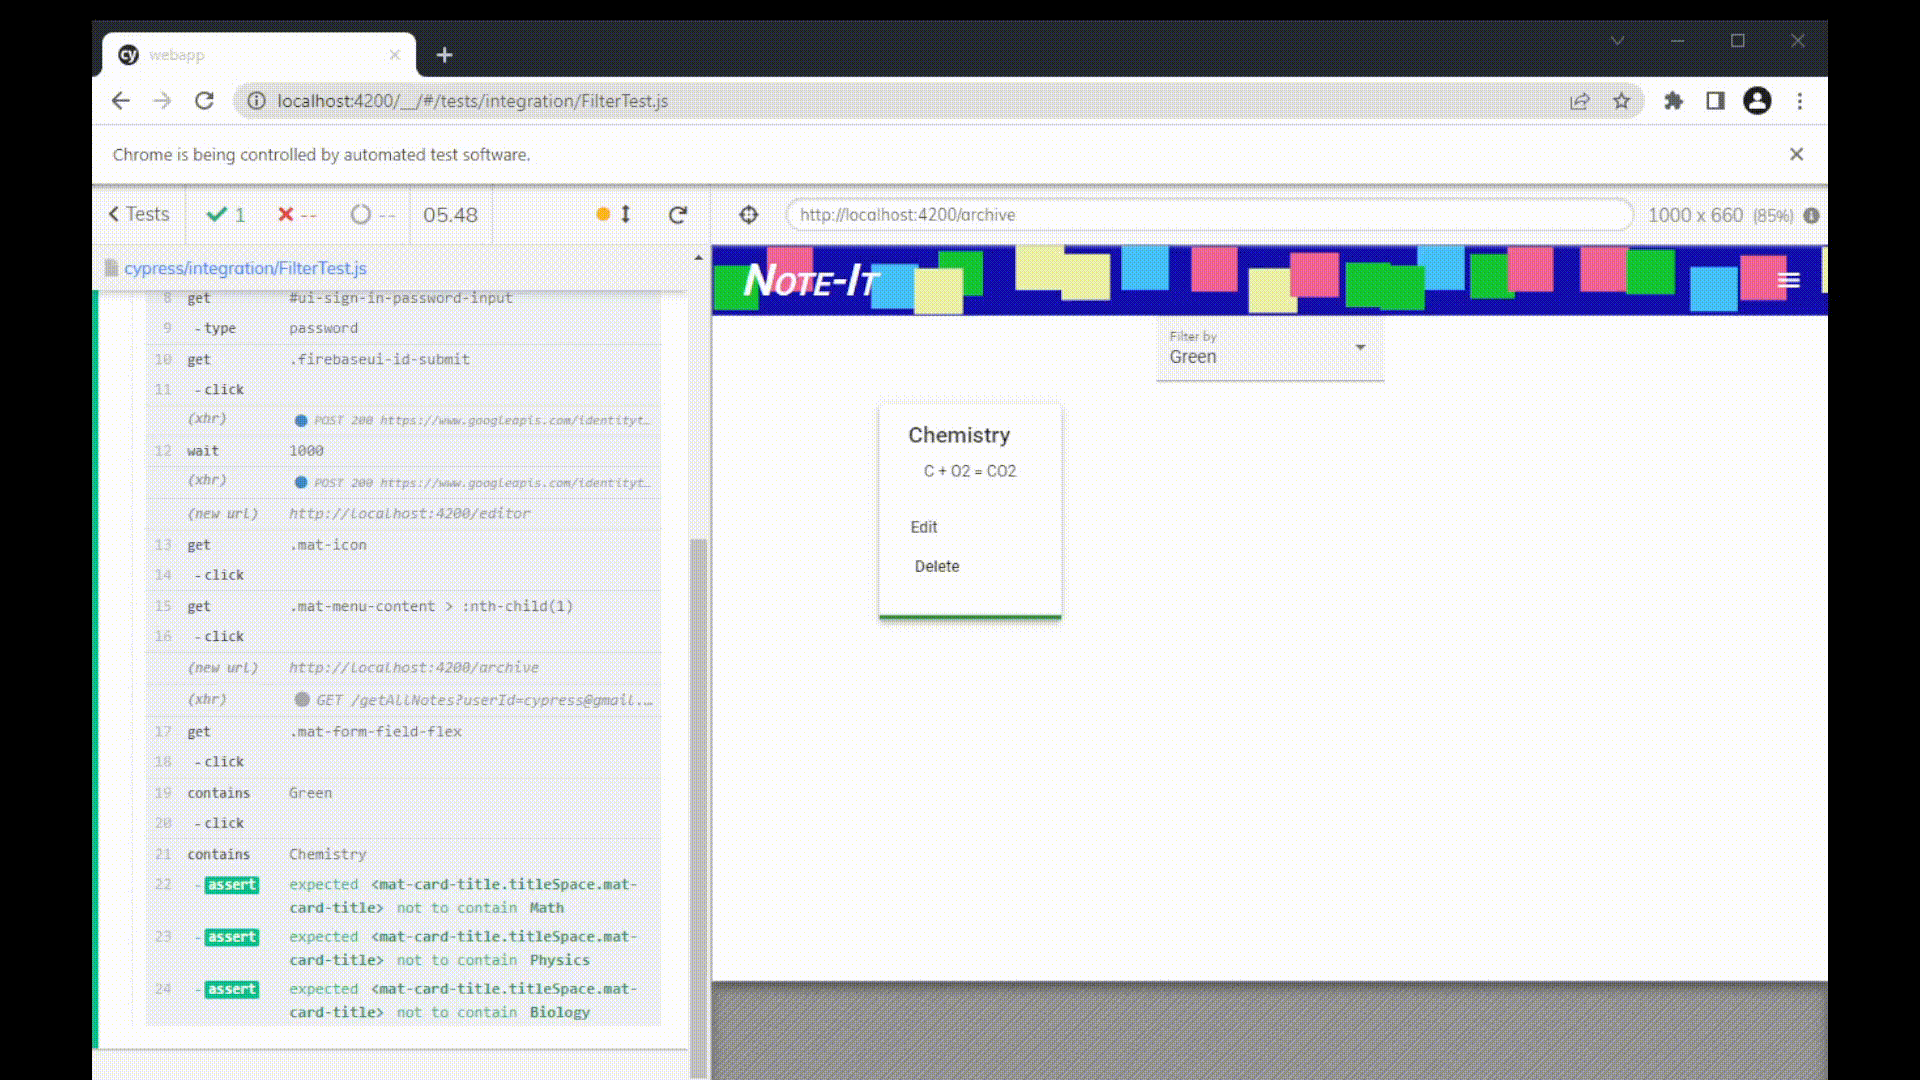 cy webapp
localhost:4200/__/#/tests/integration/FilterTest.js
Chrome is being controlled by automated test software.
Tests 1 -- -- 05.48
http://localhost:4200/archive 1000 x 660 (85%)
cypress/integration/FilterTest.js
8 get #ui-sign-in-password-input
9 -type password
10 get .firebaseui-id-submit
11 -click
(xhr) POST 200 https://www.googleapis.com/identityt…
12 wait 1000
(xhr) POST 200 https://www.googleapis.com/identityt…
(new url) http://localhost:4200/editor
13 get .mat-icon
14 -click
15 get .mat-menu-content > :nth-child(1)
16 -click
(new url) http://localhost:4200/archive
(xhr) GET /getAllNotes?userId=cypress@gmail.…
17 get .mat-form-field-flex
18 -click
19 contains Green
20 -click
21 contains Chemistry
22 -assert expected <mat-card-title.titleSpace.mat-
card-title> not to contain Math
23 -assert expected <mat-card-title.titleSpace.mat-
card-title> not to contain Physics
24 -assert expected <mat-card-title.titleSpace.mat-
card-title> not to contain Biology
NOTE-IT
Filter by
Green
Chemistry
C + O2 = CO2
Edit
Delete